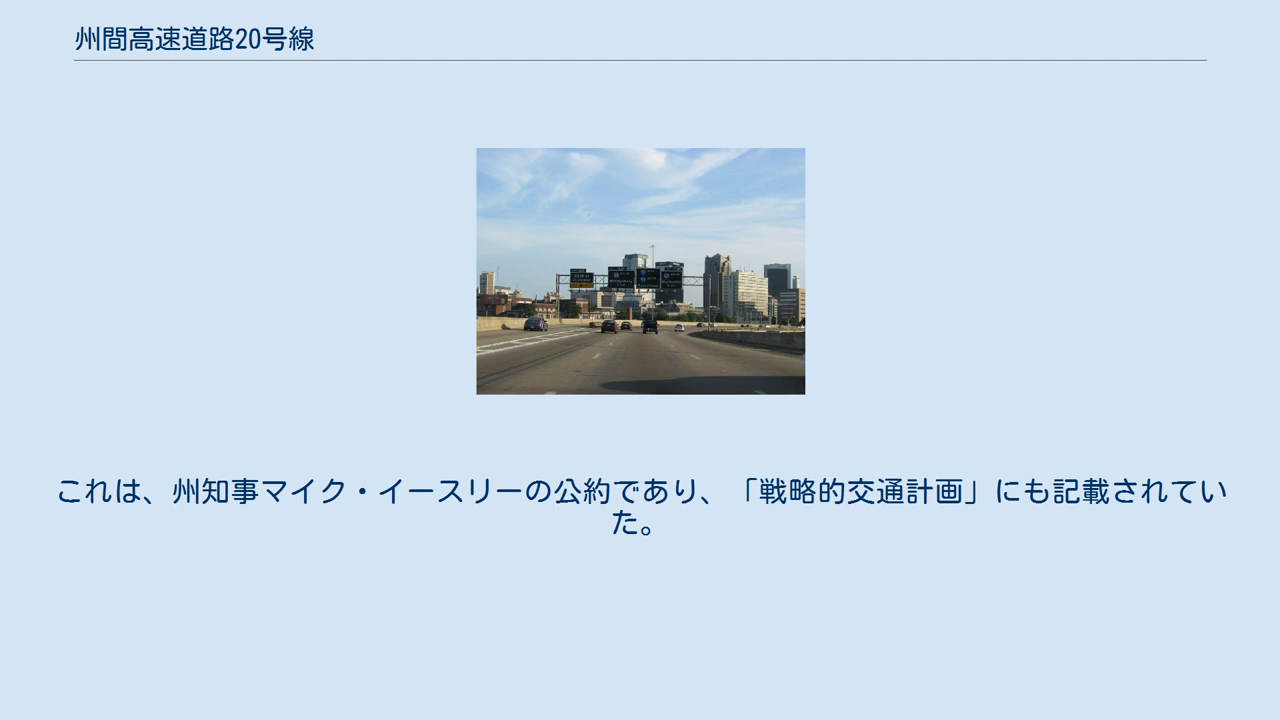 州間高速道路20号線
これは、州知事マイク・イースリーの公約であり、「戦略的交通計画」にも記載されてい
た。